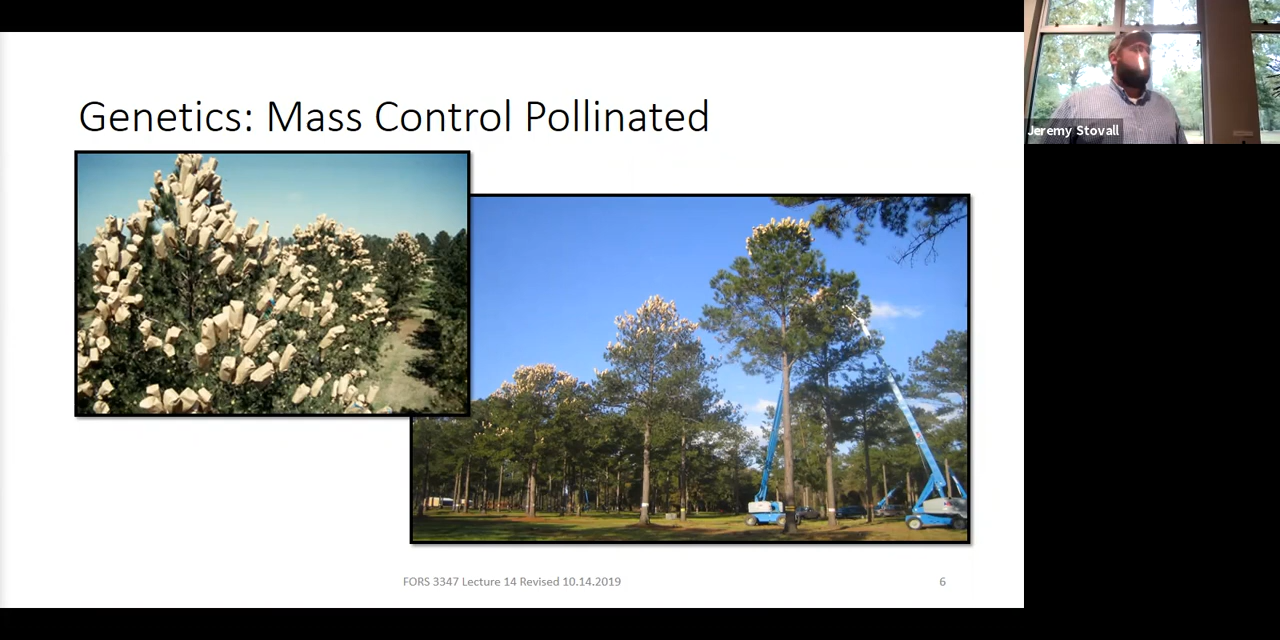 Genetics: Mass Control Pollinated
Jeremy Stovall
FORS 3347 Lecture 14 Revised 10.14.2019
6